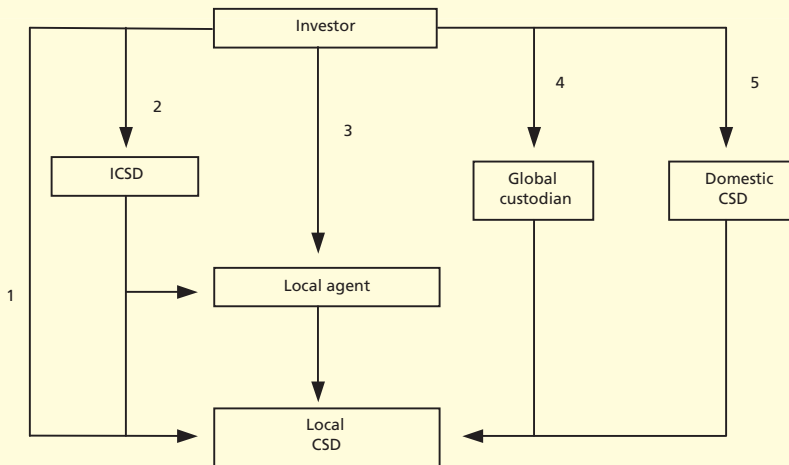 Investor
2
4
5
3
ICSD
Global
custodian
Domestic
CSD
Local agent
1
Local
CSD